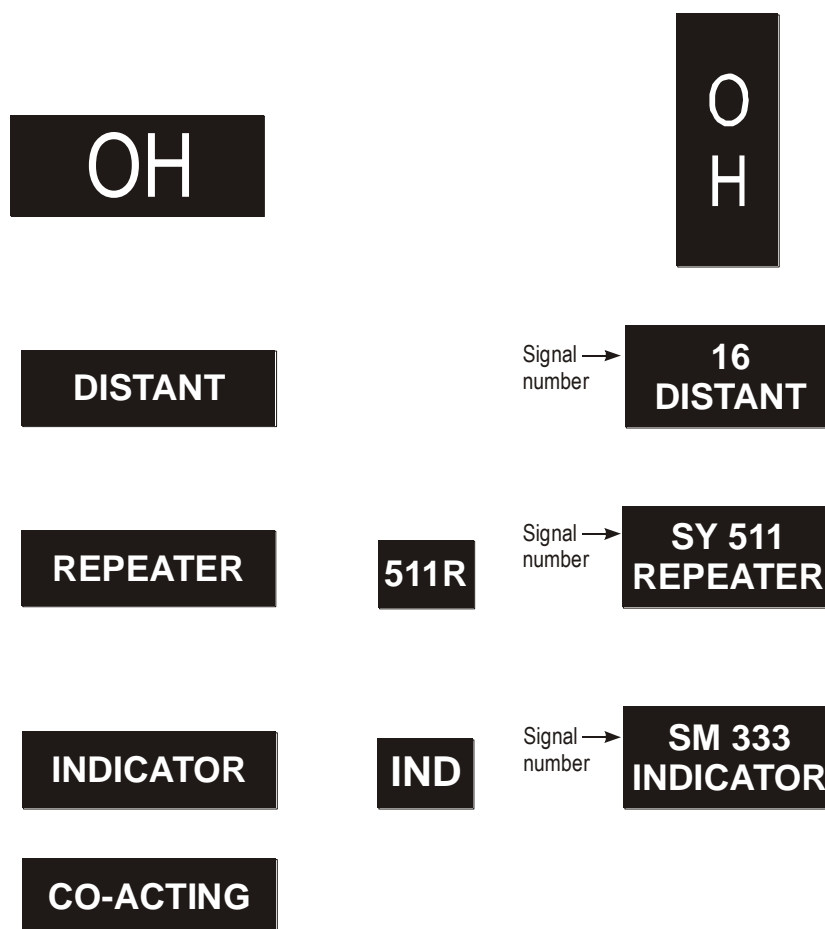 OH
O
H
DISTANT
Signal
number
16
DISTANT
REPEATER
511R
Signal
number
SY 511
REPEATER
INDICATOR
IND
Signal
number
SM 333
INDICATOR
CO-ACTING